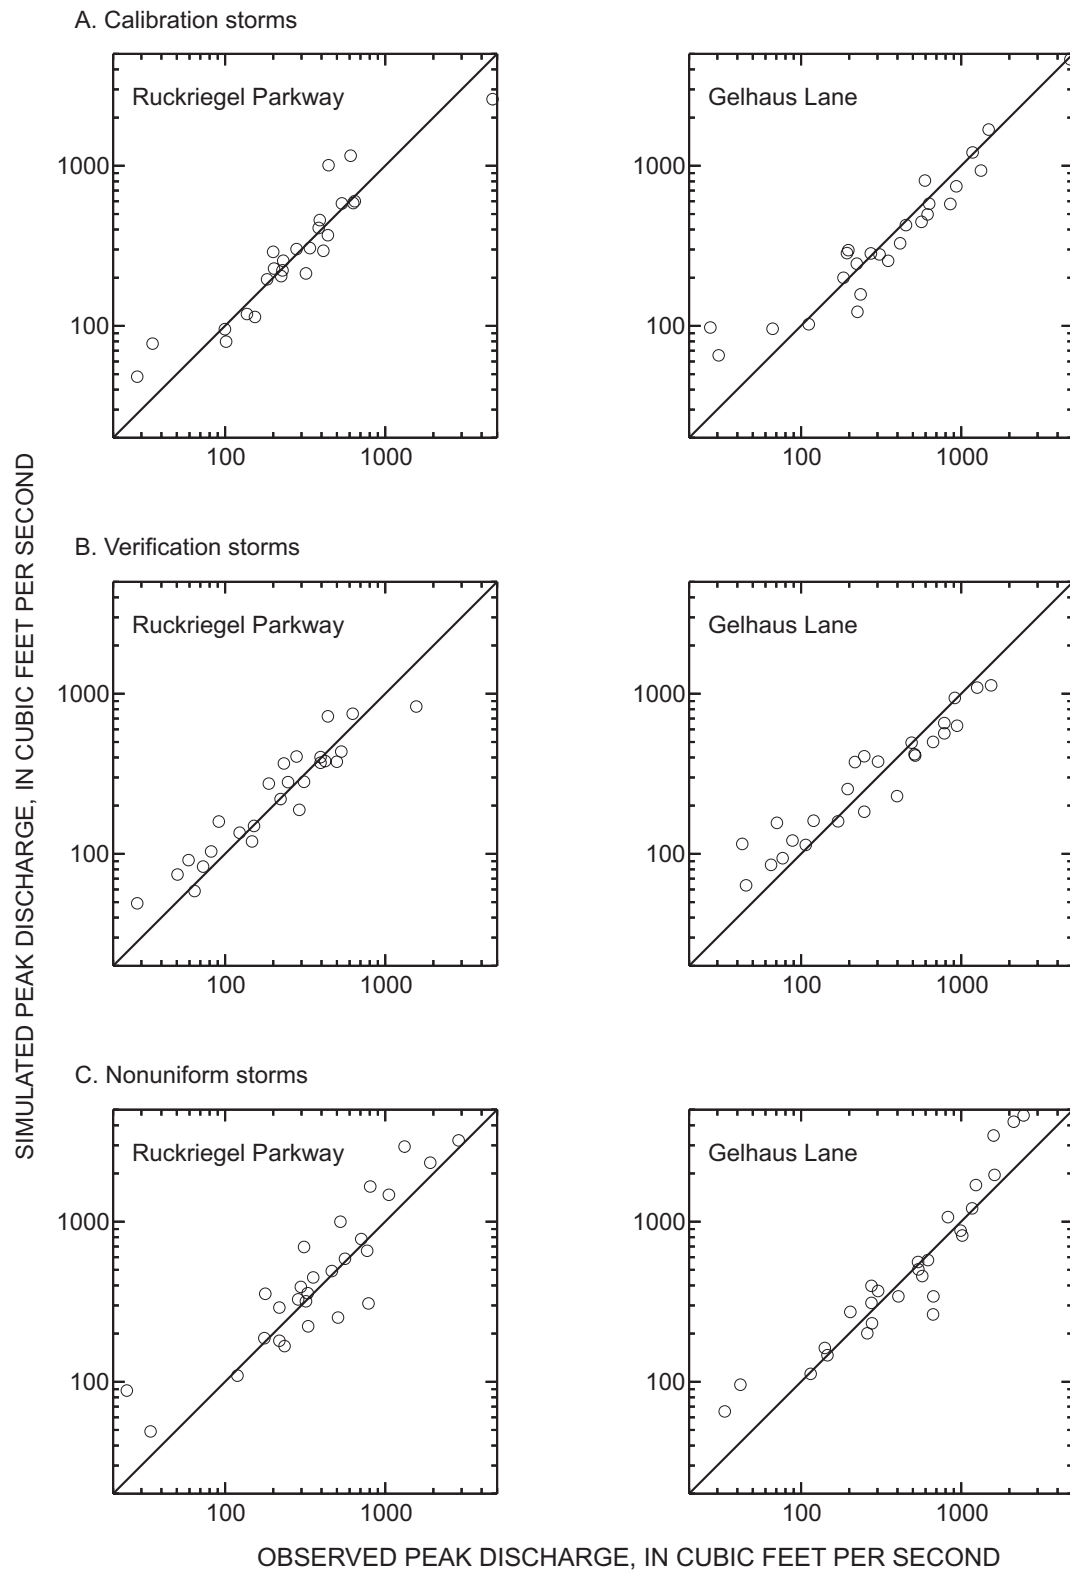 A. Calibration storms
Ruckriegel Parkway
Gelhaus Lane
1000
1000
100
100
100 1000
100 1000
B. Verification storms
Ruckriegel Parkway
Gelhaus Lane
1000
1000
100
100
100 1000
100 1000
C. Nonuniform storms
Ruckriegel Parkway
Gelhaus Lane
1000
1000
100
100
100 1000
100 1000
SIMULATED PEAK DISCHARGE, IN CUBIC FEET PER SECOND
OBSERVED PEAK DISCHARGE, IN CUBIC FEET PER SECOND